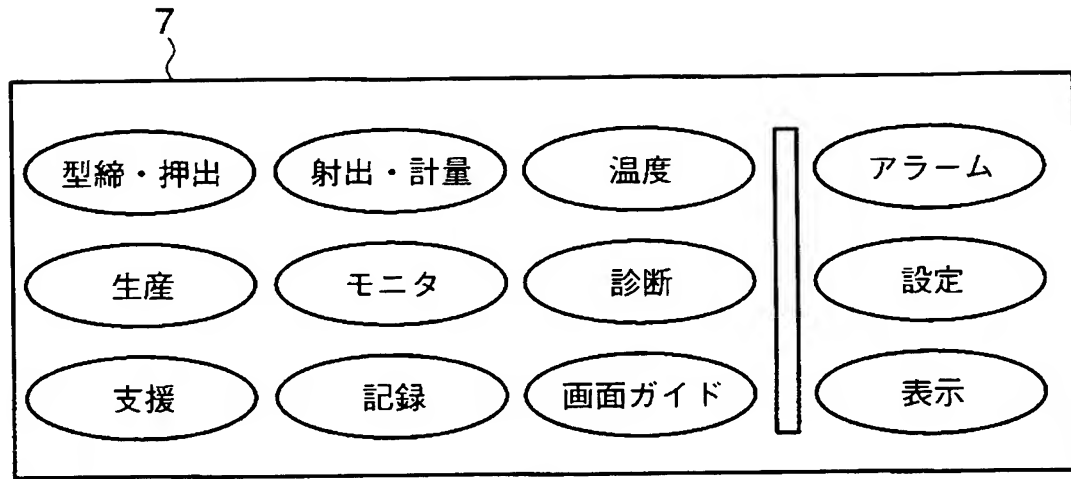 7
型締・押出 射出・計量 温度 アラーム
生産 モニタ 診断 設定
支援 記録 画面ガイド 表示